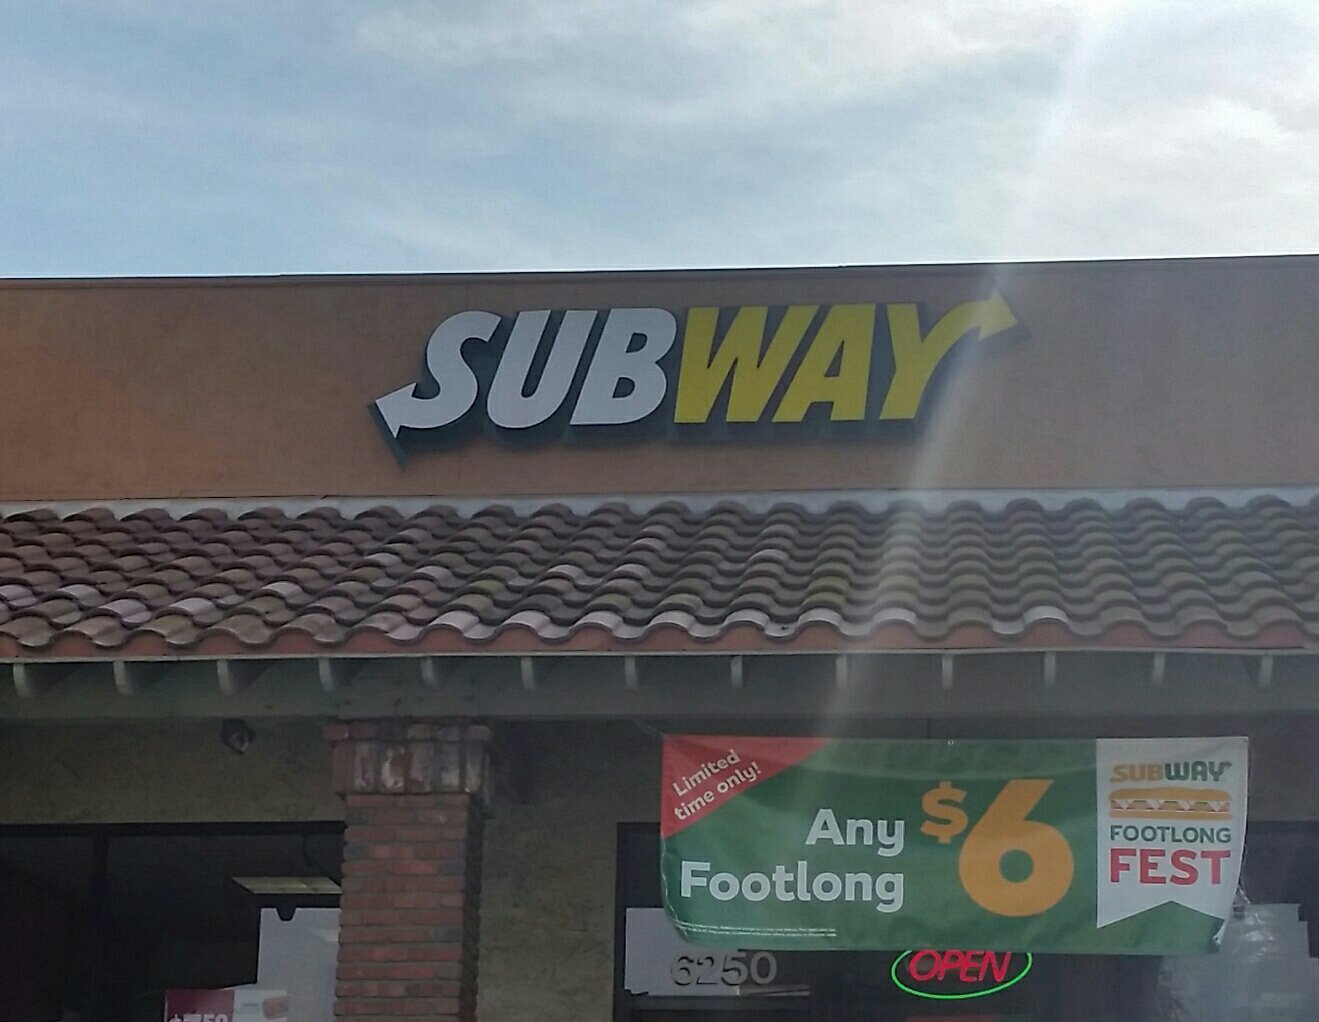 SUBWAY
Limited
time only!
Any
Footlong
$6
SUBWAY
FOOTLONG
FEST
6250
OPEN